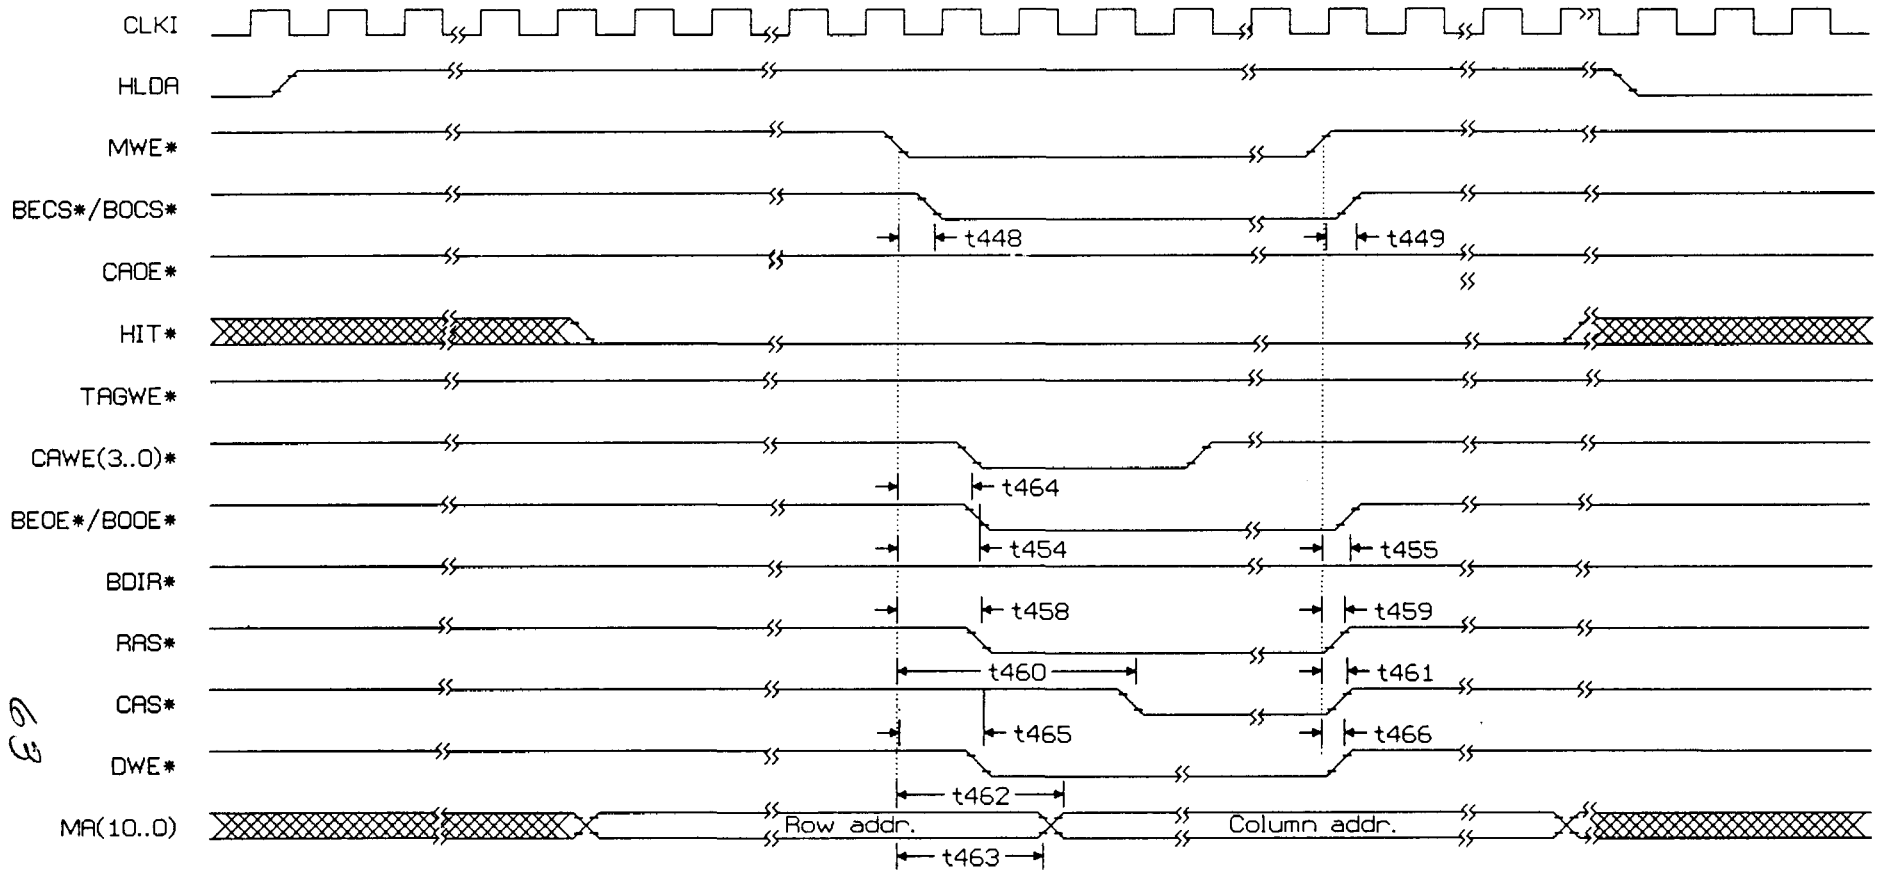 CLKI
HLDA
MWE*
BECS*/BOCS*
t448 t449
CAOE*
HIT*
TAGWE*
CAWE(3..0)*
t464
BEOE*/BOOE*
t454 t455
BDIR*
t458 t459
RAS*
t460 t461
CAS*
t465 t466
DWE*
t462
MA(10..0) Row addr. Column addr.
t463
63